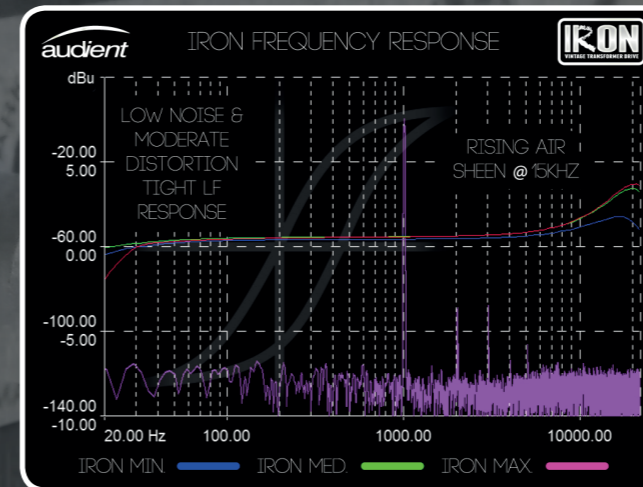 audient
IRON FREQUENCY RESPONSE
IRON
VINTAGE TRANSFORMER DRIVE
dBu
LOW NOISE &
MODERATE
DISTORTION
TIGHT LF
RESPONSE
RISING AIR
SHEEN @ 15KHZ
-20.00
5.00
-60.00
0.00
-100.00
-5.00
-140.00
-10.00
20.00 Hz 100.00 1000.00 10000.00
IRON MIN. IRON MED. IRON MAX.